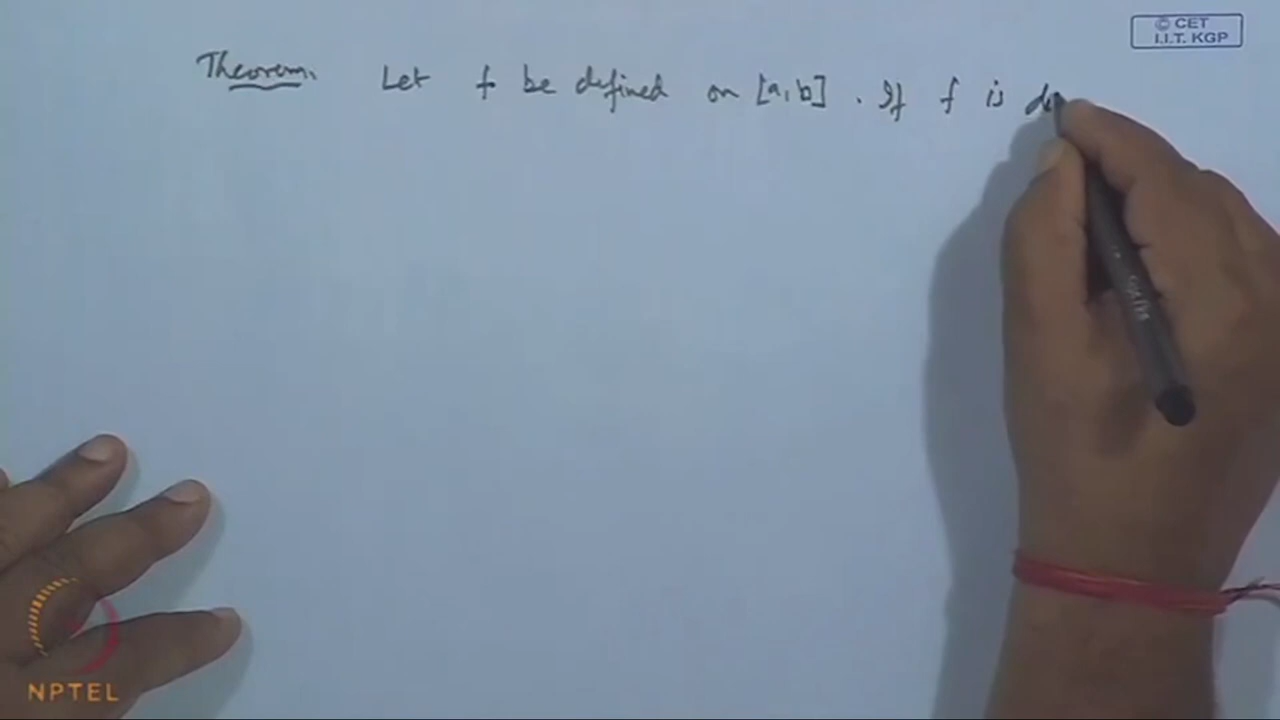 © CET
I.I.T. KGP
Theorem. Let f be defined on [a, b]. If f is
NPTEL